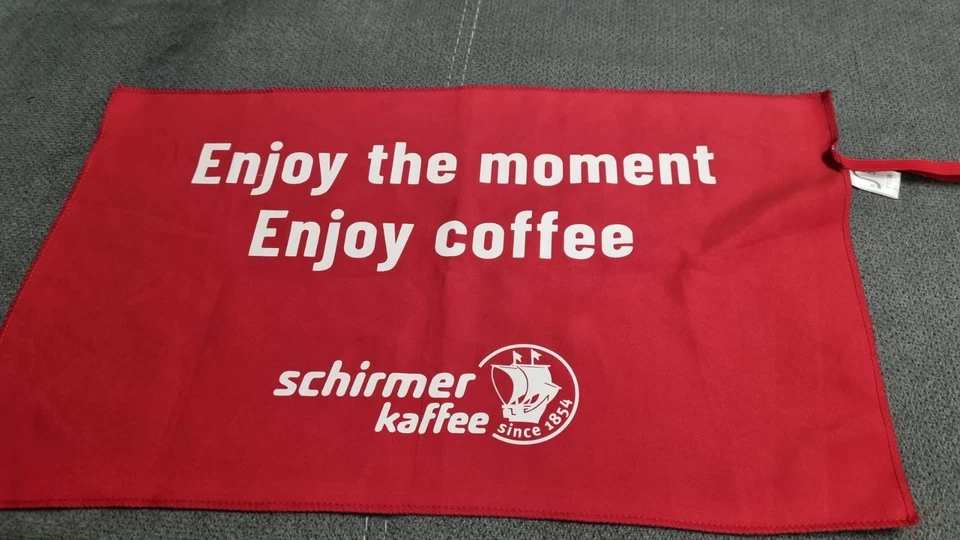 Enjoy the moment
Enjoy coffee
schirmer
kaffee
since 1854